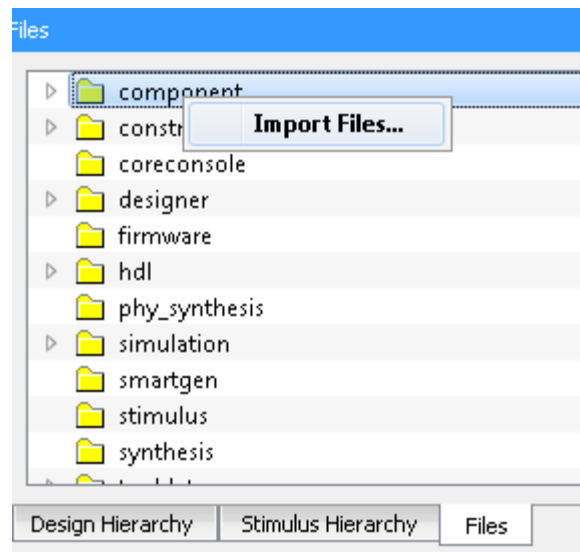 Files
component
constr
Import Files...
coreconsole
designer
firmware
hdl
phy_synthesis
simulation
smartgen
stimulus
synthesis
Design Hierarchy Stimulus Hierarchy Files